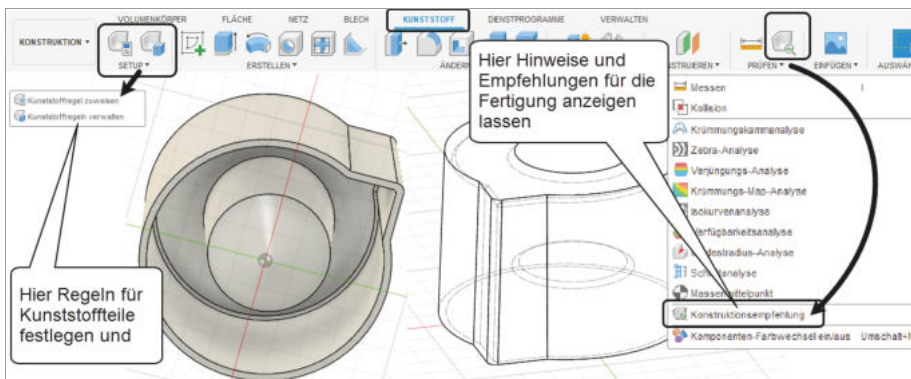 VOLUMENKÖRPER FLÄCHE NETZ BLECH KUNSTSTOFF DIENSTPROGRAMME VERWALTEN
KONSTRUKTION
SETUP ERSTELLEN ÄNDERN PRÜFEN EINFÜGEN
Kunststoffregel zuweisen
Kunststoffregeln verwalten
Hier Hinweise und
Empfehlungen für die
Fertigung anzeigen
lassen
Messen I
Kollision
Krümmungskammanalyse
Zebra-Analyse
Verjüngungs-Analyse
Krümmungs-Map-Analyse
Isokurvenanalyse
Massenmittelpunkt
Konstruktionsempfehlung
Komponenten-Farbwechsel ein/aus
Hier Regeln für
Kunststoffteile
festlegen und